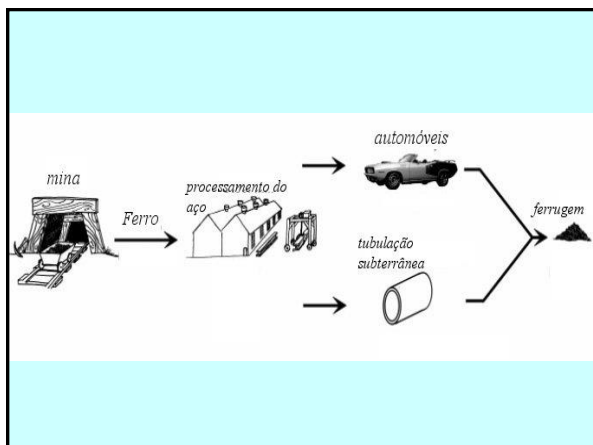 mina
Ferro
processamento do
aço
automóveis
tubulação
subterrânea
ferrugem